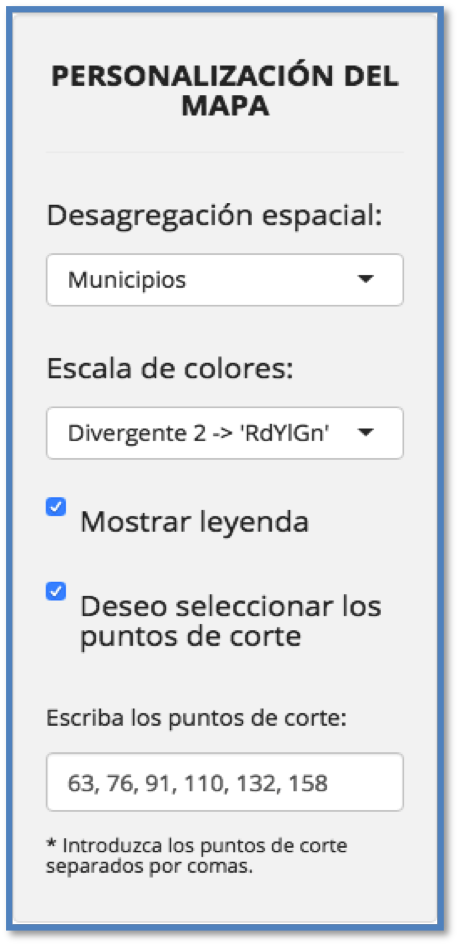 PERSONALIZACIÓN DEL
MAPA
Desagregación espacial:
Municipios
Escala de colores:
Divergente 2 -> 'RdYlGn'
Mostrar leyenda
Deseo seleccionar los
puntos de corte
Escriba los puntos de corte:
63, 76, 91, 110, 132, 158
* Introduzca los puntos de corte
separados por comas.